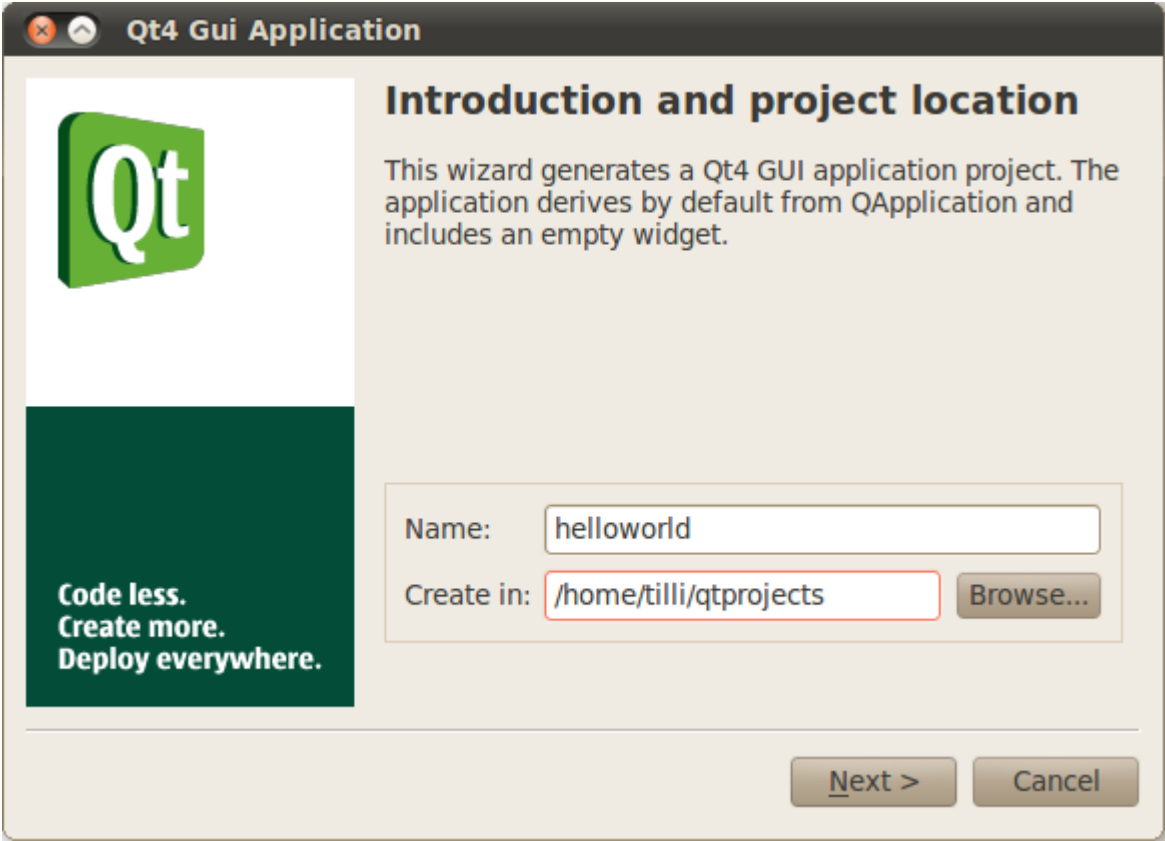 Qt4 Gui Application
Qt
Introduction and project location
This wizard generates a Qt4 GUI application project. The
application derives by default from QApplication and
includes an empty widget.
Name: helloworld
Create in: /home/tilli/qtprojects Browse...
Code less.
Create more.
Deploy everywhere.
Next > Cancel